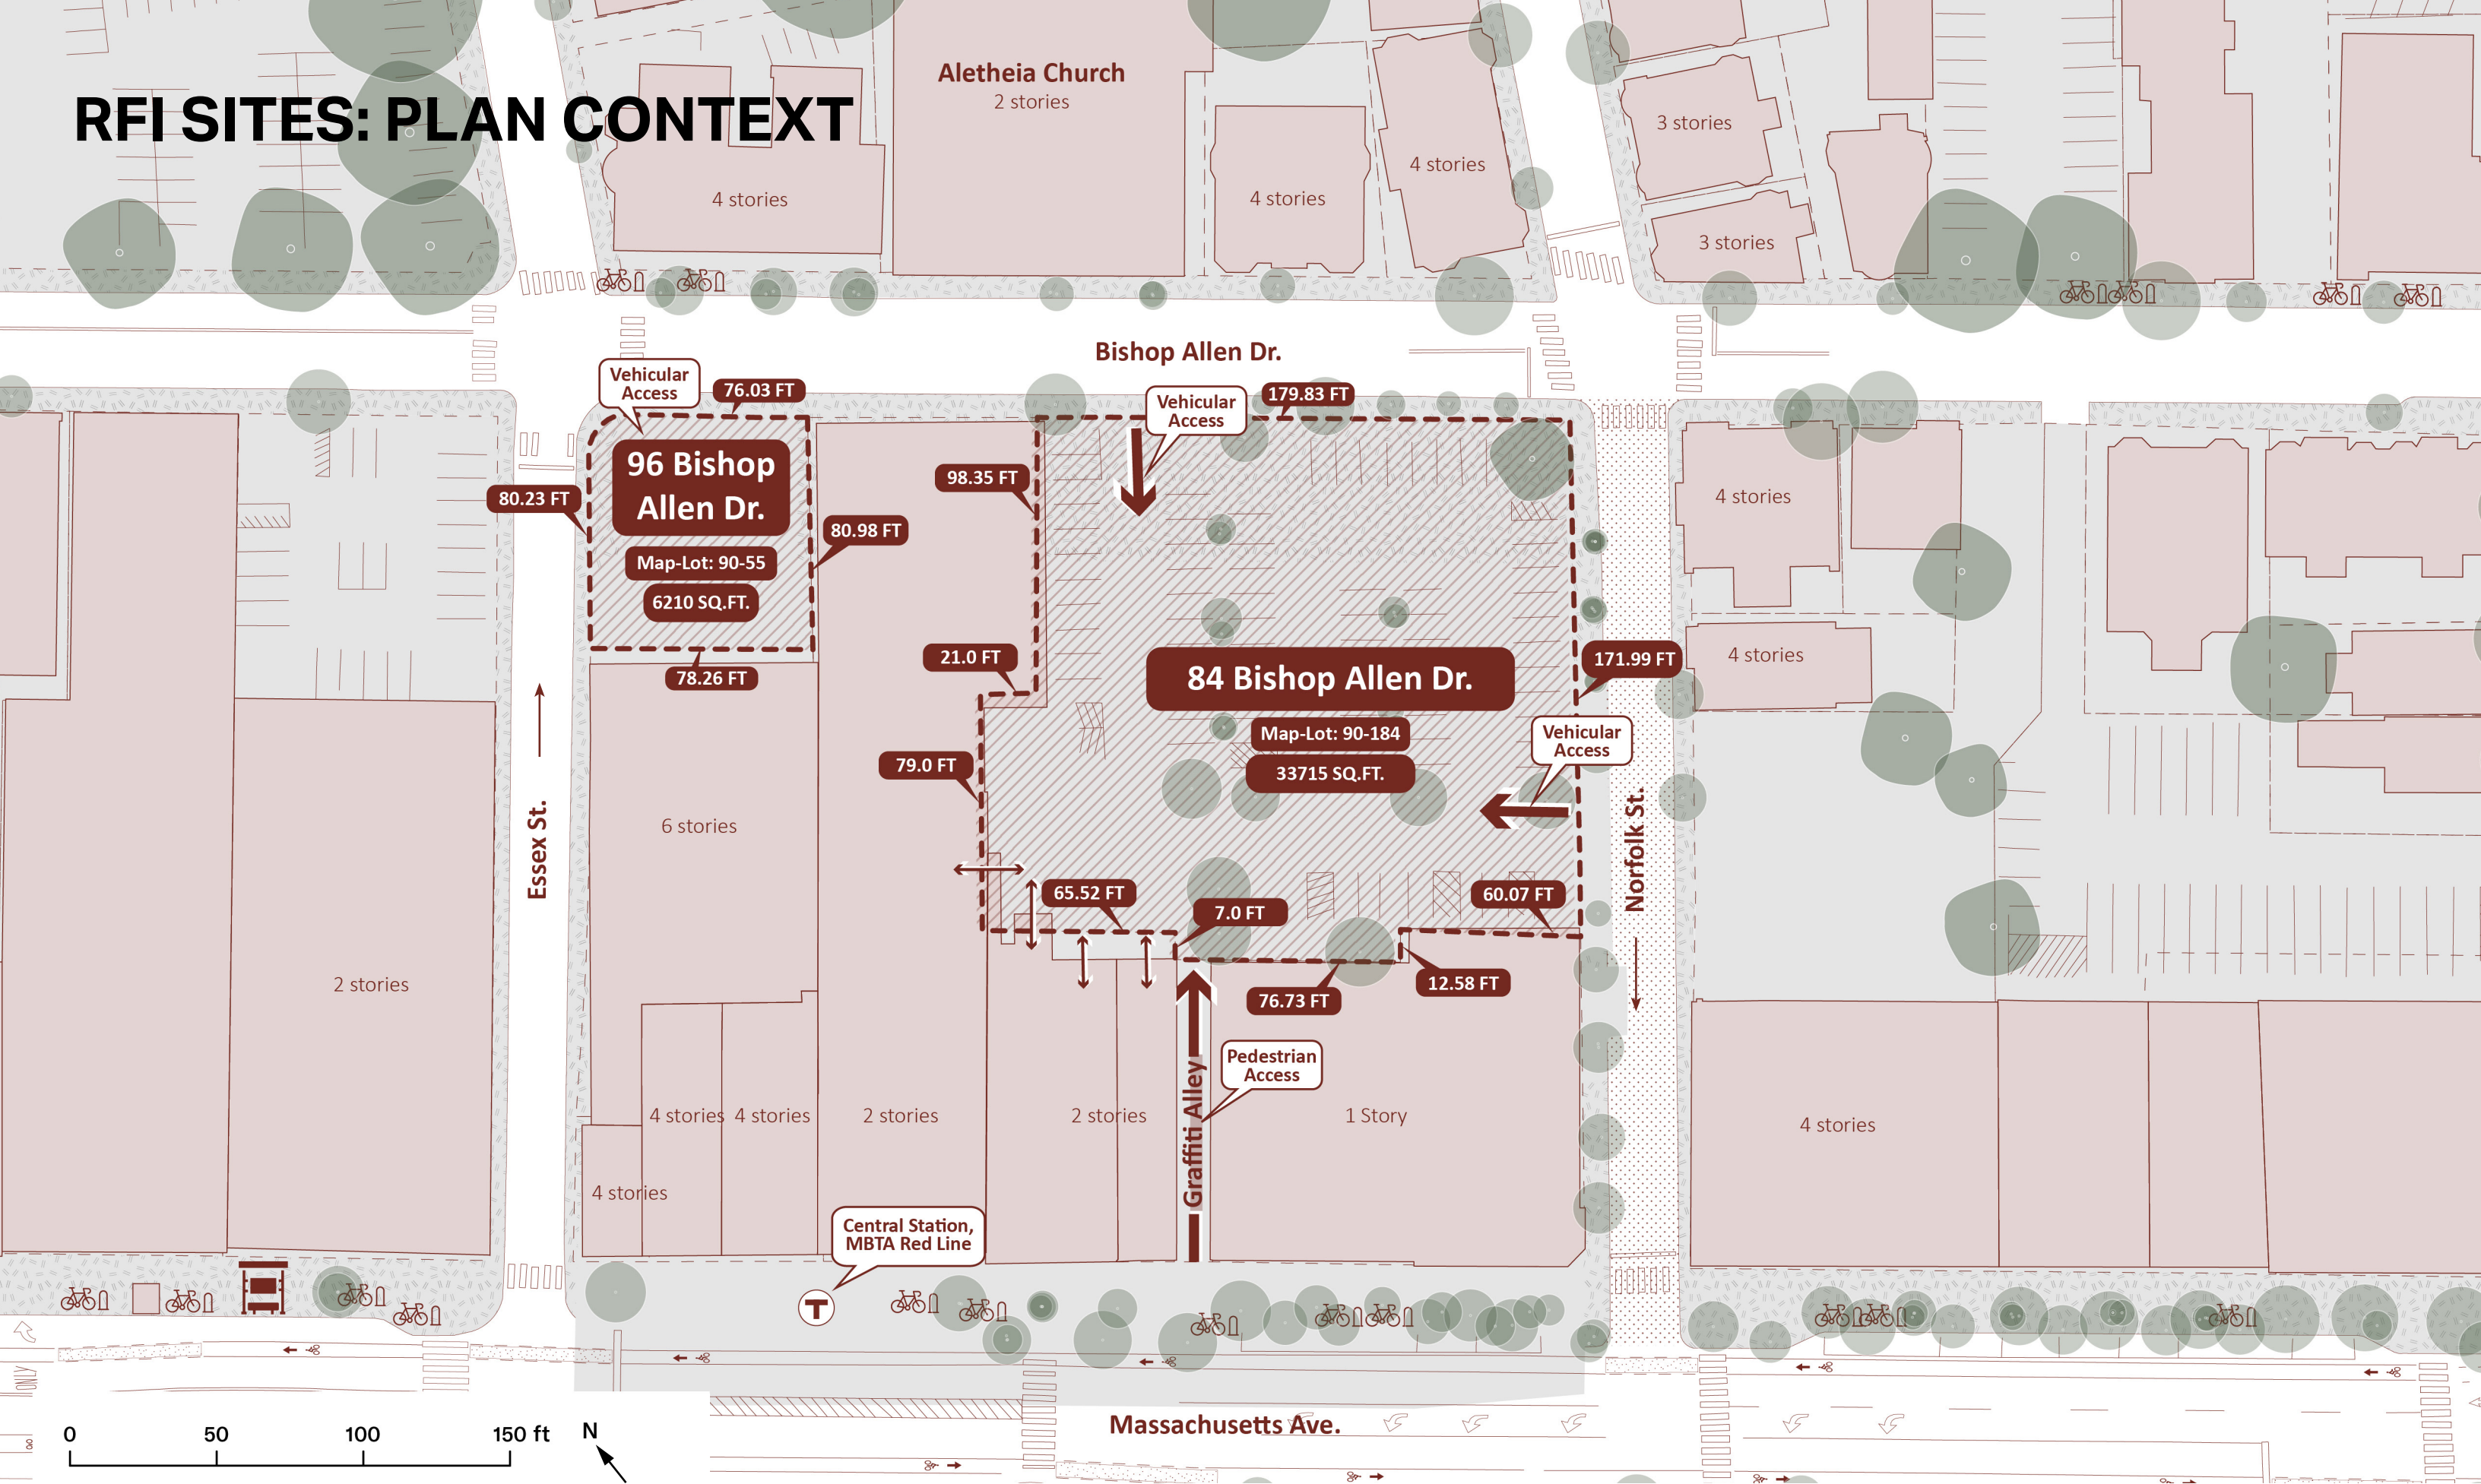 Aletheia Church
2 stories
RFI SITES: PLAN CONTEXT
4 stories
4 stories
4 stories
3 stories
3 stories
Bishop Allen Dr.
Vehicular
Access
76.03 FT
Vehicular
Access
179.83 FT
96 Bishop
Allen Dr.
Map-Lot: 90-55
6210 SQ.FT.
80.23 FT
80.98 FT
78.26 FT
98.35 FT
21.0 FT
79.0 FT
84 Bishop Allen Dr.
Map-Lot: 90-184
33715 SQ.FT.
171.99 FT
Vehicular
Access
4 stories
4 stories
65.52 FT
7.0 FT
60.07 FT
76.73 FT
12.58 FT
Essex St.
Norfolk St.
6 stories
2 stories
Pedestrian
Access
Graffiti Alley
4 stories
4 stories
2 stories
2 stories
1 Story
4 stories
4 stories
Central Station,
MBTA Red Line
T
Massachusetts Ave.
0 50 100 150 ft
N